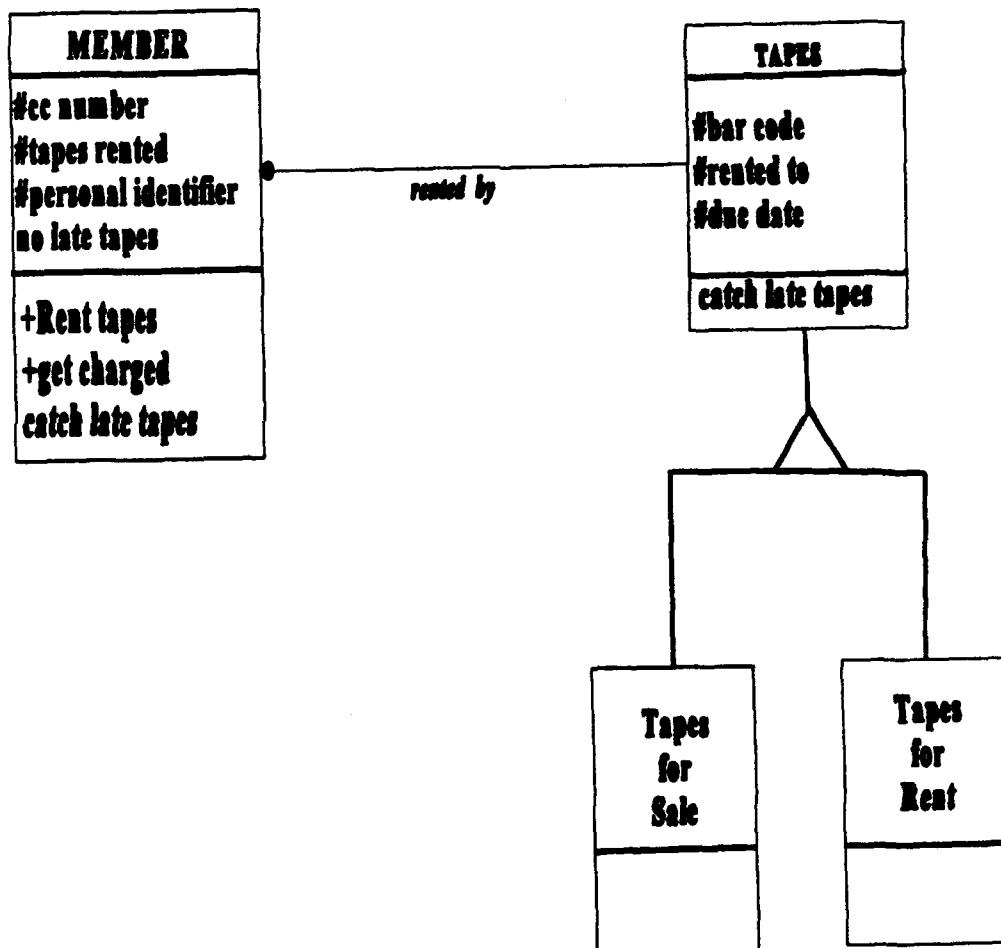 MEMBER
#cc number
#tapes rented
#personal identifier
no late tapes
+Rent tapes
+get charged
catch late tapes
rented by
TAPES
#bar code
#rented to
#due date
catch late tapes
Tapes
for
Sale
Tapes
for
Rent